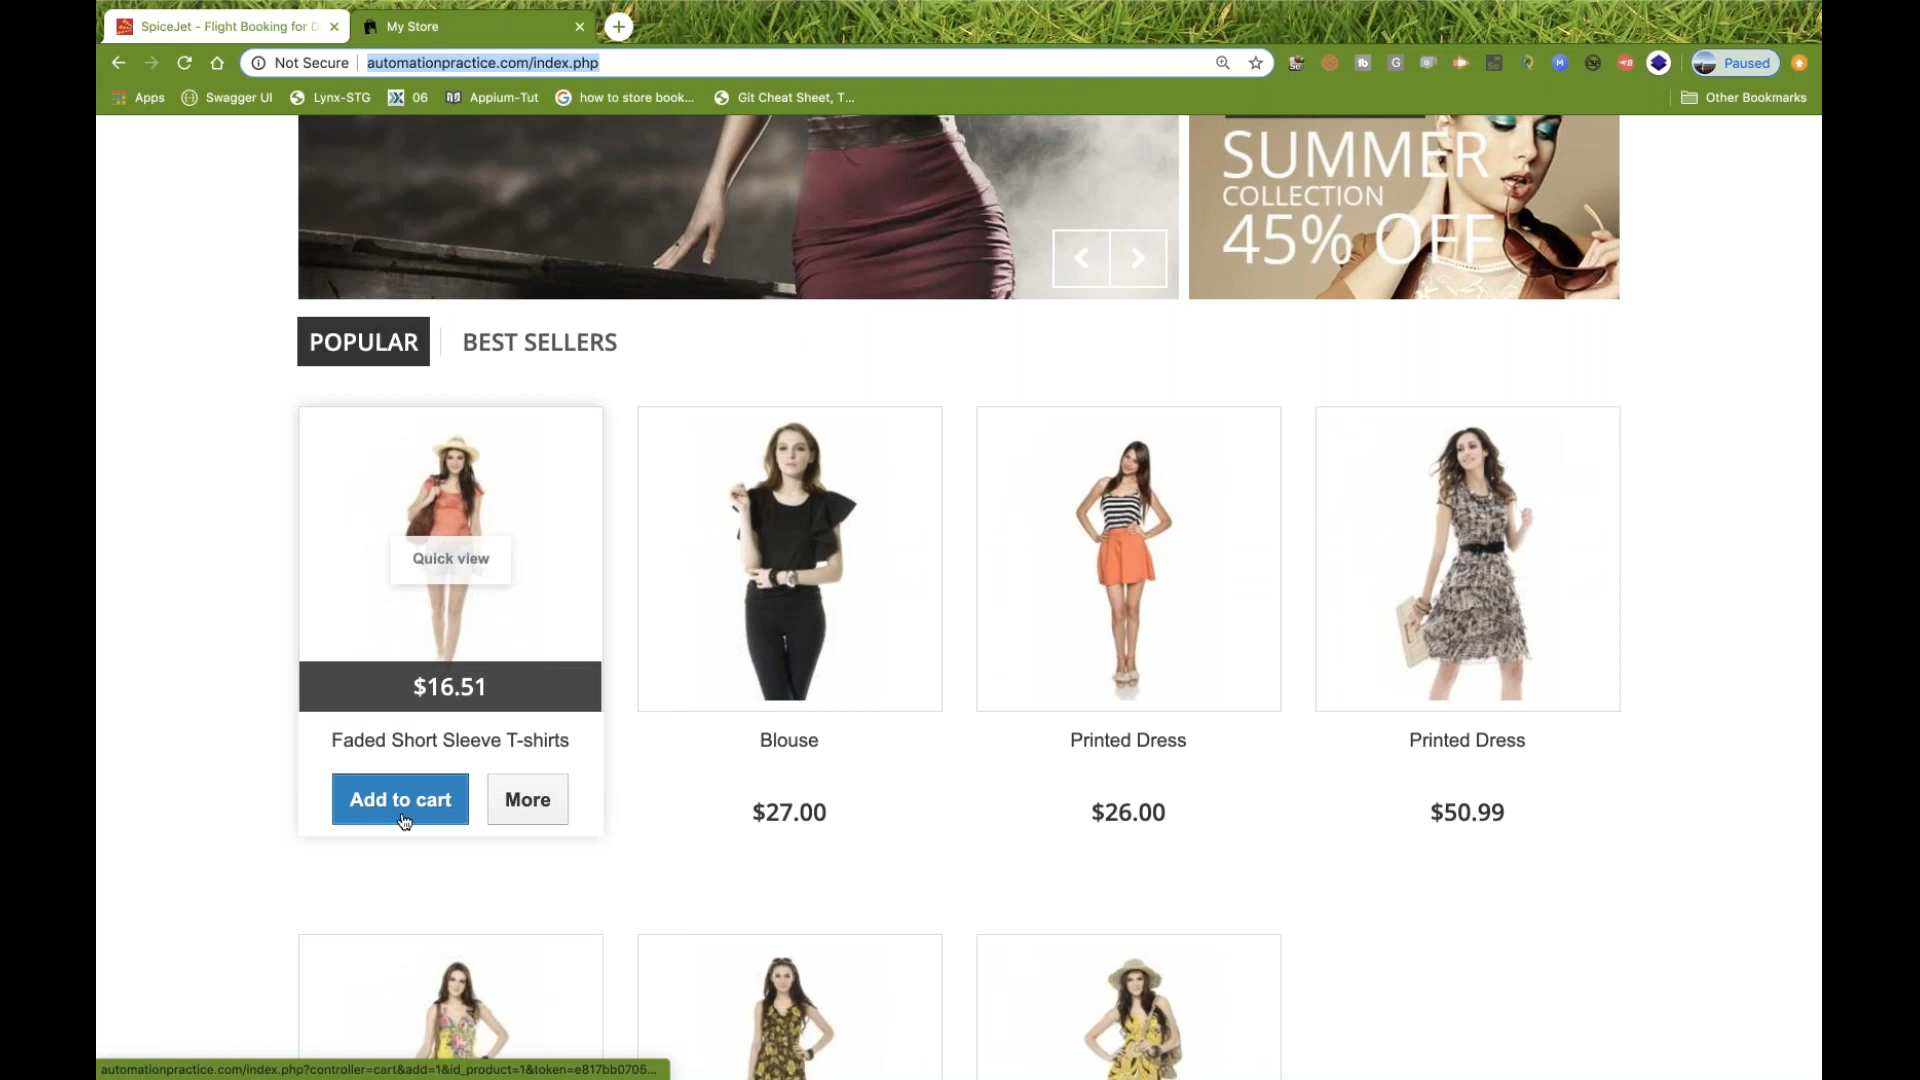 SpiceJet - Flight Booking for D
My Store
Not Secure
automationpractice.com/index.php
Paused
Apps
Swagger UI
Lynx-STG
06
Appium-Tut
how to store book...
Git Cheat Sheet, T...
Other Bookmarks
SUMMER
COLLECTION
45% OFF
POPULAR
BEST SELLERS
Quick view
$16.51
Faded Short Sleeve T-shirts
Blouse
Printed Dress
Printed Dress
Add to cart
More
$27.00
$26.00
$50.99
automationpractice.com/index.php?controller=cart&add=1&id_product=1&token=e817bb0705...